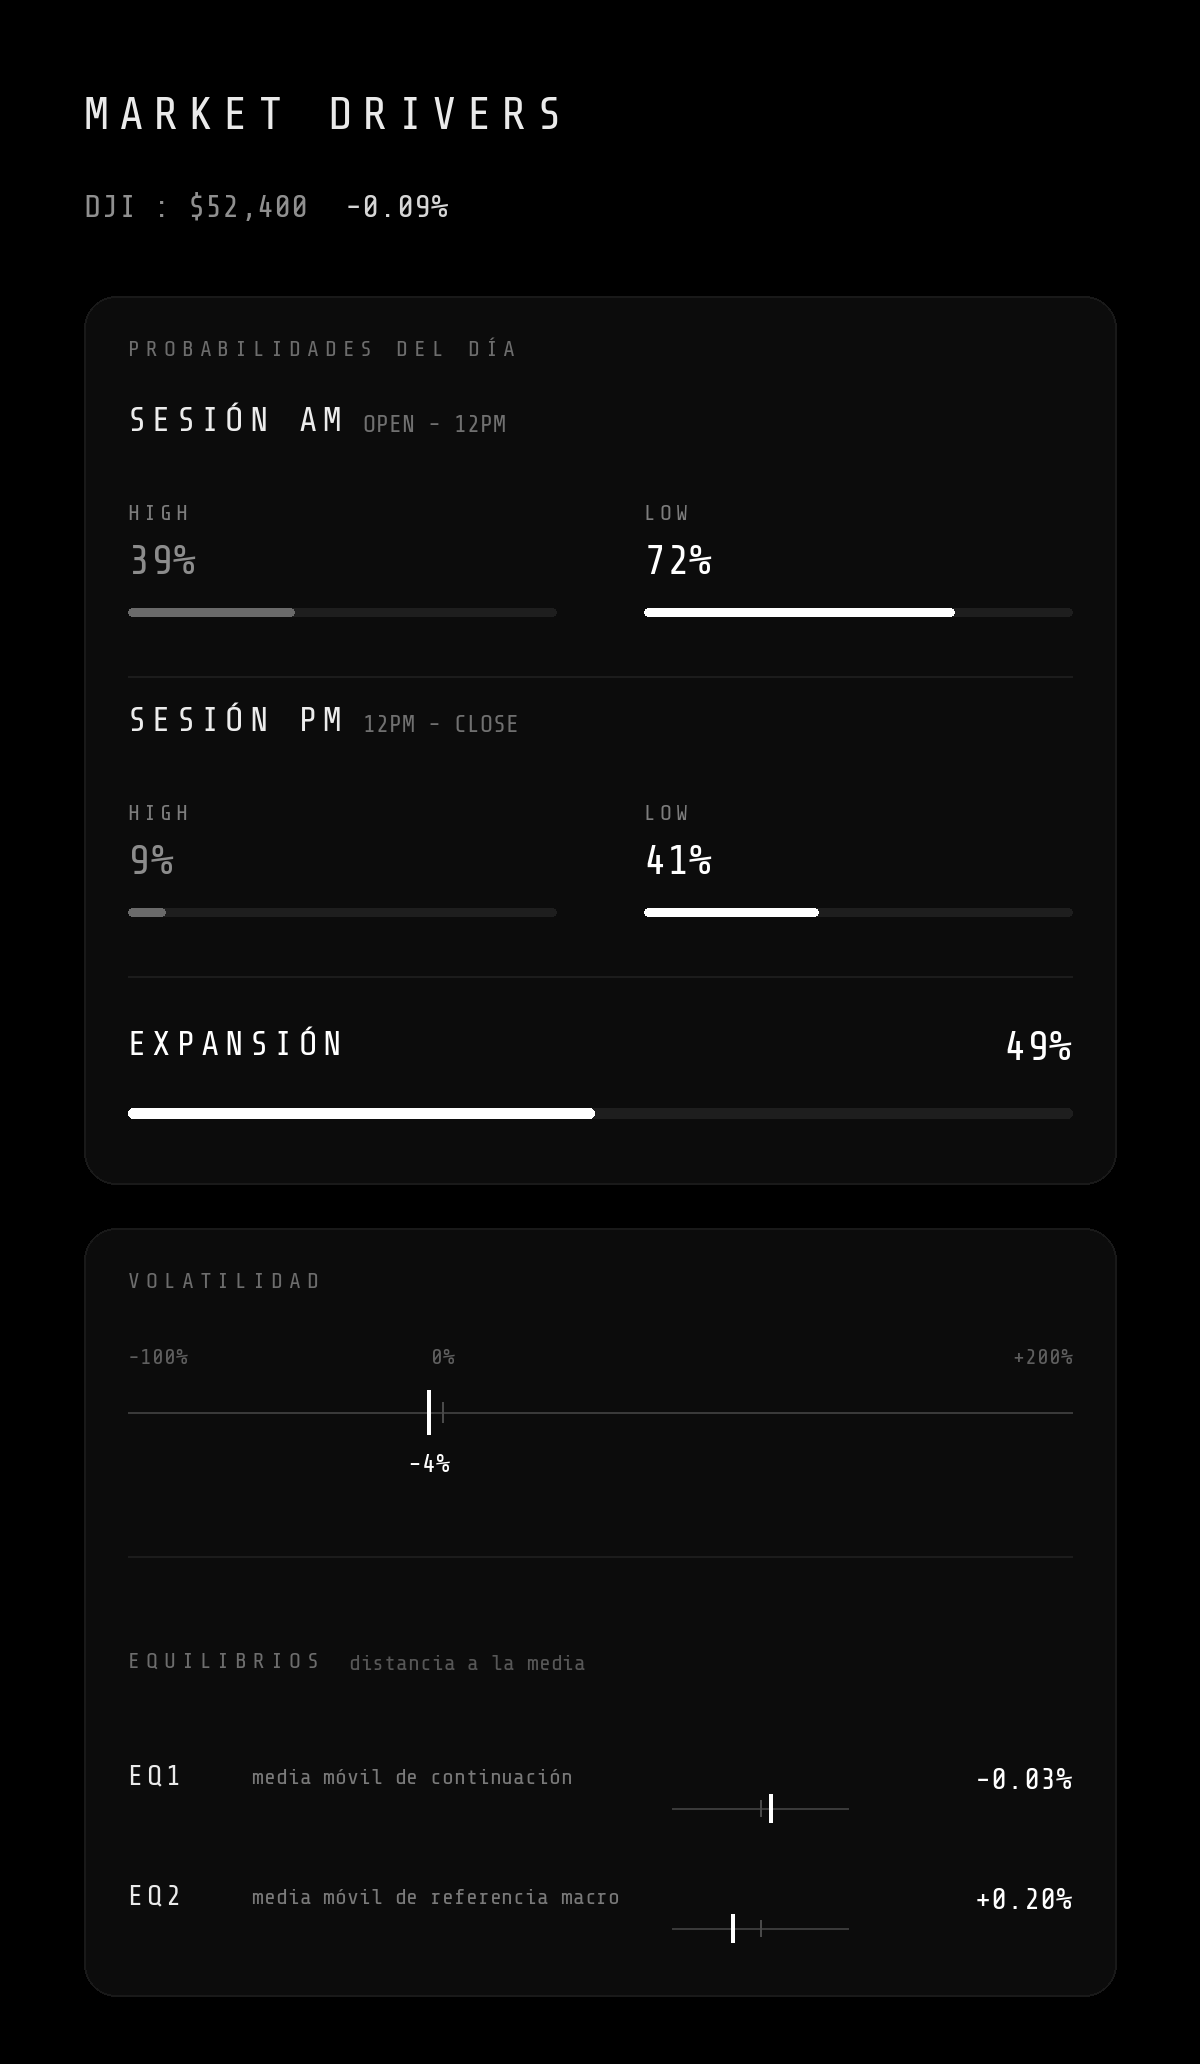 MARKET DRIVERS
DJI : $52,400 -0.09%
PROBABILIDADES DEL DÍA
SESIÓN AM OPEN - 12PM
HIGH LOW
39% 72%
SESIÓN PM 12PM - CLOSE
HIGH LOW
9% 41%
EXPANSIÓN 49%
VOLATILIDAD
-100% 0% +200%
-4%
EQUILIBRIOS distancia a la media
EQ1 media móvil de continuación -0.03%
EQ2 media móvil de referencia macro +0.20%